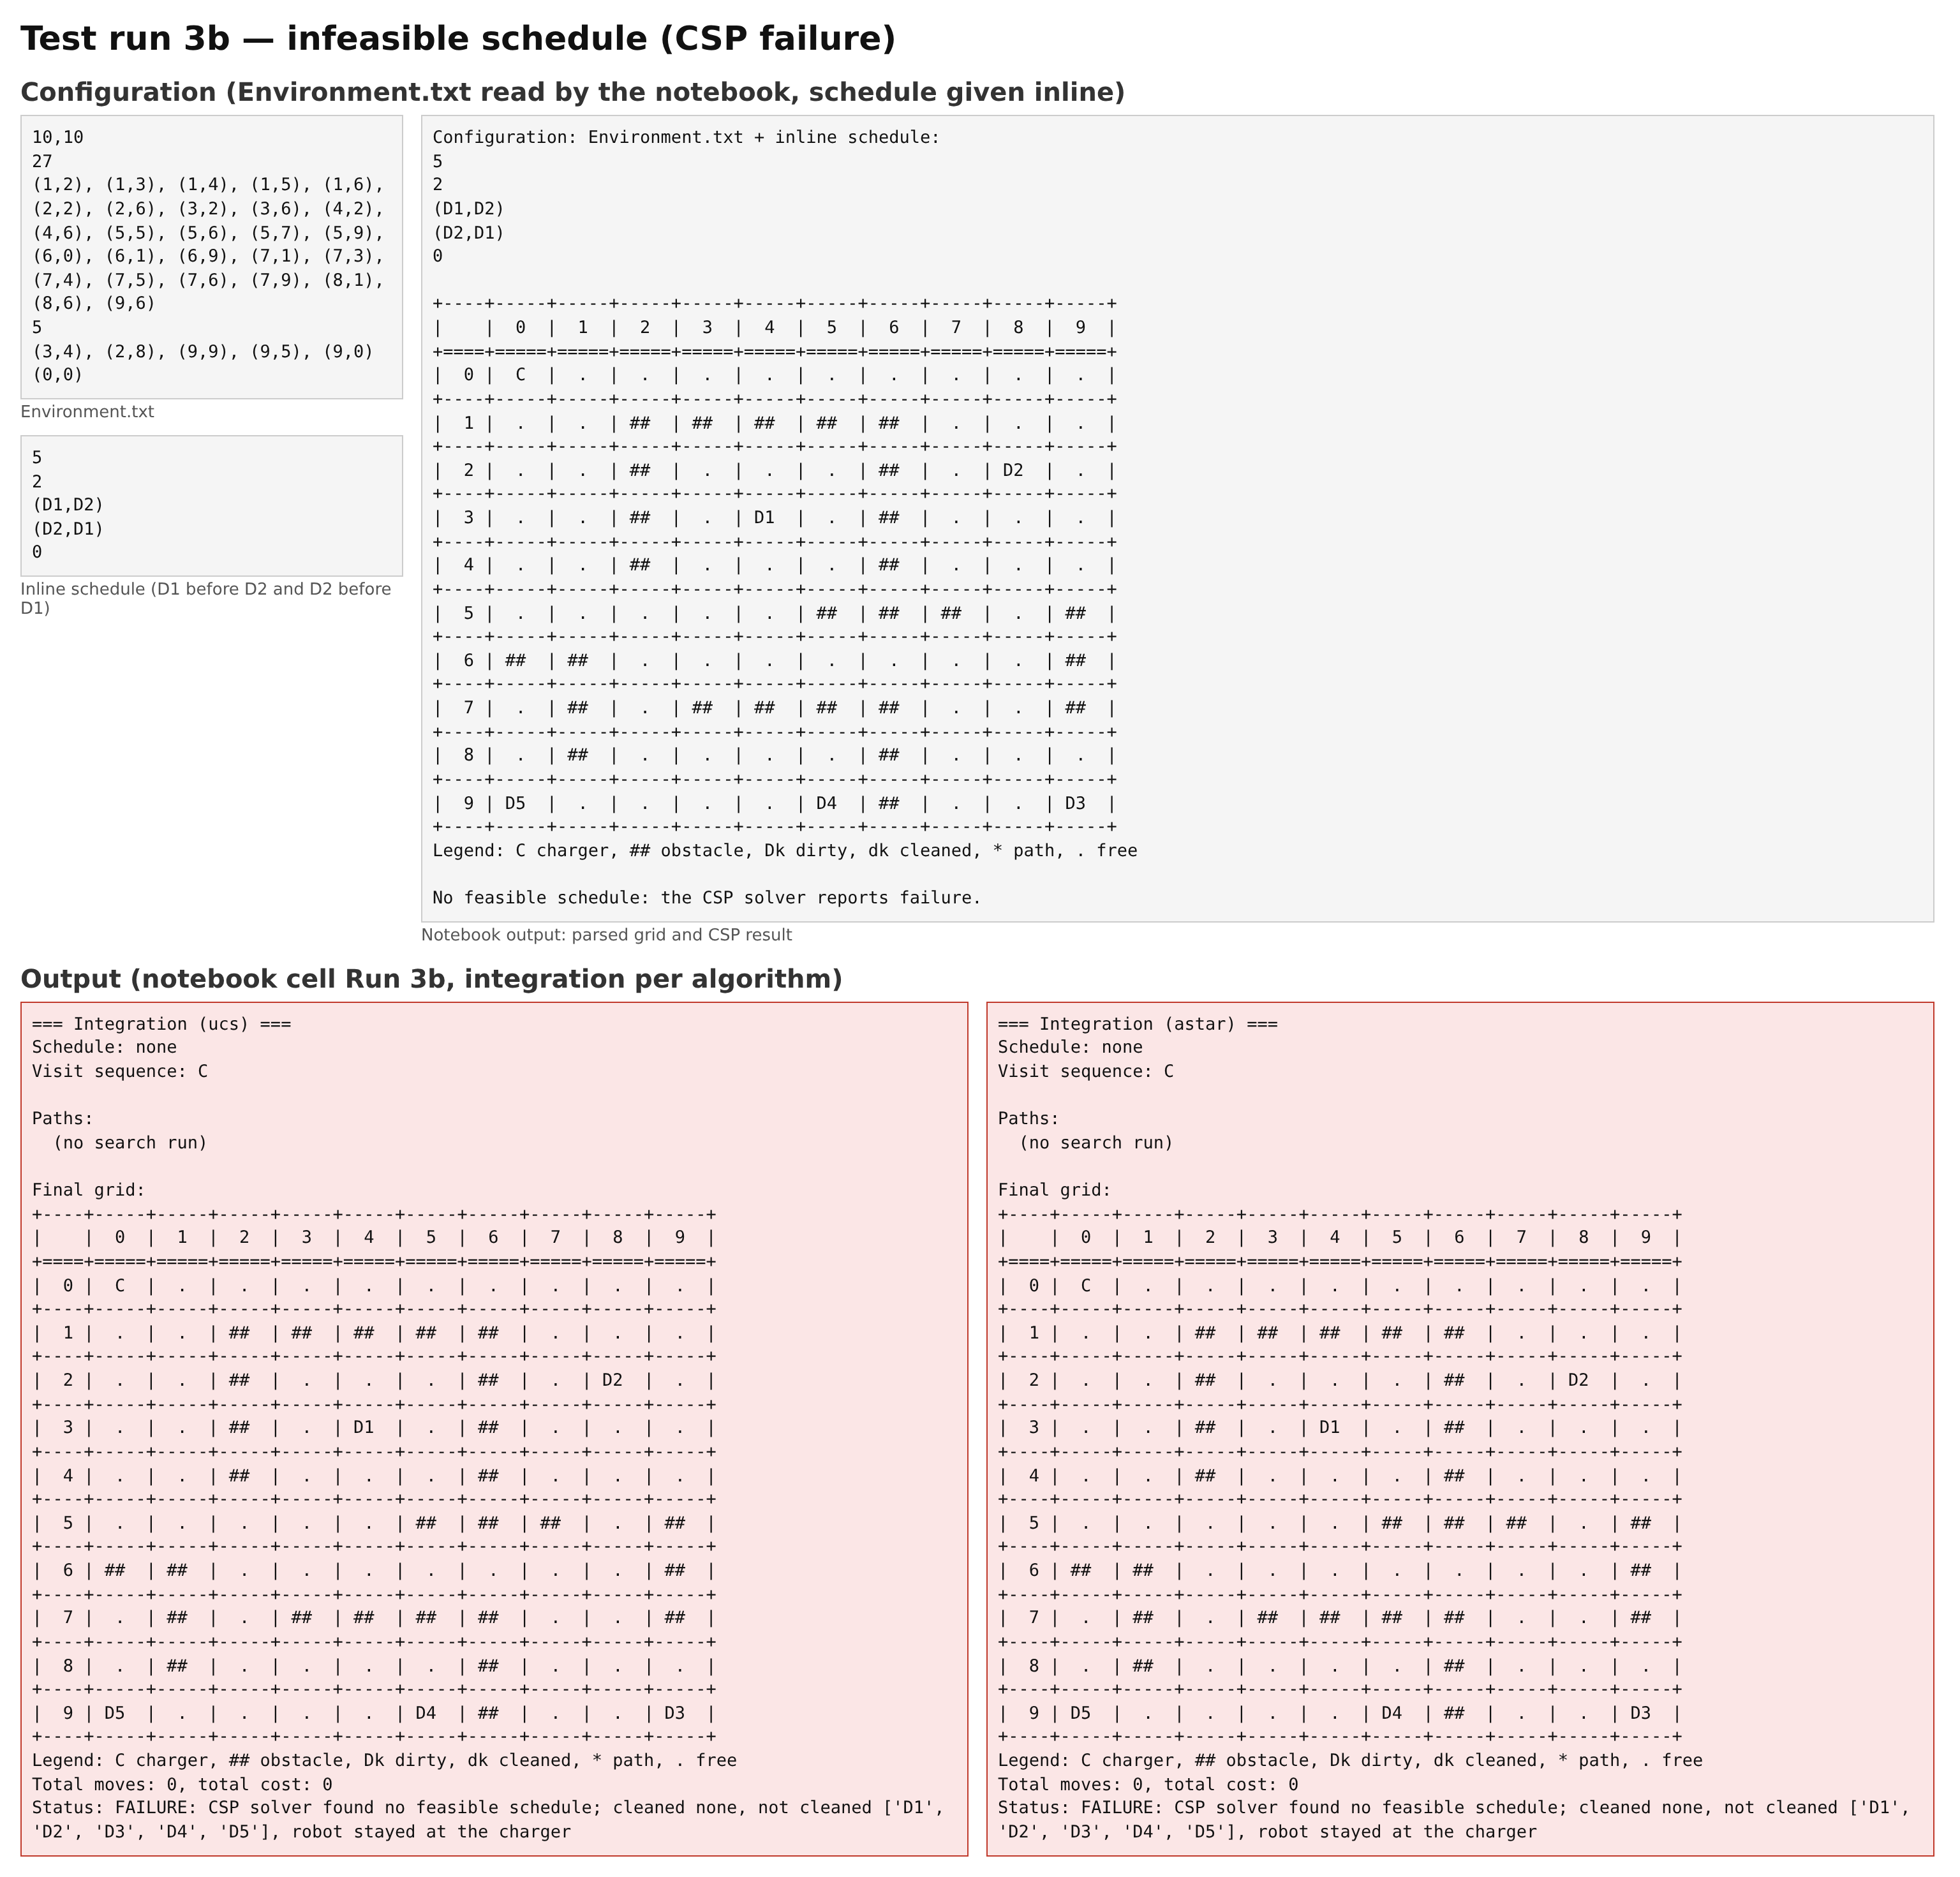 Test run 3b — infeasible schedule (CSP failure)
Configuration (Environment.txt read by the notebook, schedule given inline)
10,10
27
(1,2), (1,3), (1,4), (1,5), (1,6),
(2,2), (2,6), (3,2), (3,6), (4,2),
(4,6), (5,5), (5,6), (5,7), (5,9),
(6,0), (6,1), (6,9), (7,1), (7,3),
(7,4), (7,5), (7,6), (7,9), (8,1),
(8,6), (9,6)
5
(3,4), (2,8), (9,9), (9,5), (9,0)
(0,0)
Environment.txt
5
2
(D1,D2)
(D2,D1)
0
Inline schedule (D1 before D2 and D2 before
D1)
Configuration: Environment.txt + inline schedule:
5
2
(D1,D2)
(D2,D1)
0
+----+-----+-----+-----+-----+-----+-----+-----+-----+-----+-----+
|    |  0  |  1  |  2  |  3  |  4  |  5  |  6  |  7  |  8  |  9  |
+====+=====+=====+=====+=====+=====+=====+=====+=====+=====+=====+
|  0 |  C  |  .  |  .  |  .  |  .  |  .  |  .  |  .  |  .  |  .  |
+----+-----+-----+-----+-----+-----+-----+-----+-----+-----+-----+
|  1 |  .  |  .  | ##  | ##  | ##  | ##  | ##  |  .  |  .  |  .  |
+----+-----+-----+-----+-----+-----+-----+-----+-----+-----+-----+
|  2 |  .  |  .  | ##  |  .  |  .  |  .  | ##  |  .  | D2  |  .  |
+----+-----+-----+-----+-----+-----+-----+-----+-----+-----+-----+
|  3 |  .  |  .  | ##  |  .  | D1  |  .  | ##  |  .  |  .  |  .  |
+----+-----+-----+-----+-----+-----+-----+-----+-----+-----+-----+
|  4 |  .  |  .  | ##  |  .  |  .  |  .  | ##  |  .  |  .  |  .  |
+----+-----+-----+-----+-----+-----+-----+-----+-----+-----+-----+
|  5 |  .  |  .  |  .  |  .  |  .  | ##  | ##  | ##  |  .  | ##  |
+----+-----+-----+-----+-----+-----+-----+-----+-----+-----+-----+
|  6 | ##  | ##  |  .  |  .  |  .  |  .  |  .  |  .  |  .  | ##  |
+----+-----+-----+-----+-----+-----+-----+-----+-----+-----+-----+
|  7 |  .  | ##  |  .  | ##  | ##  | ##  | ##  |  .  |  .  | ##  |
+----+-----+-----+-----+-----+-----+-----+-----+-----+-----+-----+
|  8 |  .  | ##  |  .  |  .  |  .  |  .  | ##  |  .  |  .  |  .  |
+----+-----+-----+-----+-----+-----+-----+-----+-----+-----+-----+
|  9 | D5  |  .  |  .  |  .  |  .  | D4  | ##  |  .  |  .  | D3  |
+----+-----+-----+-----+-----+-----+-----+-----+-----+-----+-----+
Legend: C charger, ## obstacle, Dk dirty, dk cleaned, * path, . free
No feasible schedule: the CSP solver reports failure.
Notebook output: parsed grid and CSP result
Output (notebook cell Run 3b, integration per algorithm)
=== Integration (ucs) ===
Schedule: none
Visit sequence: C
Paths:
  (no search run)
Final grid:
+----+-----+-----+-----+-----+-----+-----+-----+-----+-----+-----+
|    |  0  |  1  |  2  |  3  |  4  |  5  |  6  |  7  |  8  |  9  |
+====+=====+=====+=====+=====+=====+=====+=====+=====+=====+=====+
|  0 |  C  |  .  |  .  |  .  |  .  |  .  |  .  |  .  |  .  |  .  |
+----+-----+-----+-----+-----+-----+-----+-----+-----+-----+-----+
|  1 |  .  |  .  | ##  | ##  | ##  | ##  | ##  |  .  |  .  |  .  |
+----+-----+-----+-----+-----+-----+-----+-----+-----+-----+-----+
|  2 |  .  |  .  | ##  |  .  |  .  |  .  | ##  |  .  | D2  |  .  |
+----+-----+-----+-----+-----+-----+-----+-----+-----+-----+-----+
|  3 |  .  |  .  | ##  |  .  | D1  |  .  | ##  |  .  |  .  |  .  |
+----+-----+-----+-----+-----+-----+-----+-----+-----+-----+-----+
|  4 |  .  |  .  | ##  |  .  |  .  |  .  | ##  |  .  |  .  |  .  |
+----+-----+-----+-----+-----+-----+-----+-----+-----+-----+-----+
|  5 |  .  |  .  |  .  |  .  |  .  | ##  | ##  | ##  |  .  | ##  |
+----+-----+-----+-----+-----+-----+-----+-----+-----+-----+-----+
|  6 | ##  | ##  |  .  |  .  |  .  |  .  |  .  |  .  |  .  | ##  |
+----+-----+-----+-----+-----+-----+-----+-----+-----+-----+-----+
|  7 |  .  | ##  |  .  | ##  | ##  | ##  | ##  |  .  |  .  | ##  |
+----+-----+-----+-----+-----+-----+-----+-----+-----+-----+-----+
|  8 |  .  | ##  |  .  |  .  |  .  |  .  | ##  |  .  |  .  |  .  |
+----+-----+-----+-----+-----+-----+-----+-----+-----+-----+-----+
|  9 | D5  |  .  |  .  |  .  |  .  | D4  | ##  |  .  |  .  | D3  |
+----+-----+-----+-----+-----+-----+-----+-----+-----+-----+-----+
Legend: C charger, ## obstacle, Dk dirty, dk cleaned, * path, . free
Total moves: 0, total cost: 0
Status: FAILURE: CSP solver found no feasible schedule; cleaned none, not cleaned ['D1',
'D2', 'D3', 'D4', 'D5'], robot stayed at the charger
=== Integration (astar) ===
Schedule: none
Visit sequence: C
Paths:
  (no search run)
Final grid:
+----+-----+-----+-----+-----+-----+-----+-----+-----+-----+-----+
|    |  0  |  1  |  2  |  3  |  4  |  5  |  6  |  7  |  8  |  9  |
+====+=====+=====+=====+=====+=====+=====+=====+=====+=====+=====+
|  0 |  C  |  .  |  .  |  .  |  .  |  .  |  .  |  .  |  .  |  .  |
+----+-----+-----+-----+-----+-----+-----+-----+-----+-----+-----+
|  1 |  .  |  .  | ##  | ##  | ##  | ##  | ##  |  .  |  .  |  .  |
+----+-----+-----+-----+-----+-----+-----+-----+-----+-----+-----+
|  2 |  .  |  .  | ##  |  .  |  .  |  .  | ##  |  .  | D2  |  .  |
+----+-----+-----+-----+-----+-----+-----+-----+-----+-----+-----+
|  3 |  .  |  .  | ##  |  .  | D1  |  .  | ##  |  .  |  .  |  .  |
+----+-----+-----+-----+-----+-----+-----+-----+-----+-----+-----+
|  4 |  .  |  .  | ##  |  .  |  .  |  .  | ##  |  .  |  .  |  .  |
+----+-----+-----+-----+-----+-----+-----+-----+-----+-----+-----+
|  5 |  .  |  .  |  .  |  .  |  .  | ##  | ##  | ##  |  .  | ##  |
+----+-----+-----+-----+-----+-----+-----+-----+-----+-----+-----+
|  6 | ##  | ##  |  .  |  .  |  .  |  .  |  .  |  .  |  .  | ##  |
+----+-----+-----+-----+-----+-----+-----+-----+-----+-----+-----+
|  7 |  .  | ##  |  .  | ##  | ##  | ##  | ##  |  .  |  .  | ##  |
+----+-----+-----+-----+-----+-----+-----+-----+-----+-----+-----+
|  8 |  .  | ##  |  .  |  .  |  .  |  .  | ##  |  .  |  .  |  .  |
+----+-----+-----+-----+-----+-----+-----+-----+-----+-----+-----+
|  9 | D5  |  .  |  .  |  .  |  .  | D4  | ##  |  .  |  .  | D3  |
+----+-----+-----+-----+-----+-----+-----+-----+-----+-----+-----+
Legend: C charger, ## obstacle, Dk dirty, dk cleaned, * path, . free
Total moves: 0, total cost: 0
Status: FAILURE: CSP solver found no feasible schedule; cleaned none, not cleaned ['D1',
'D2', 'D3', 'D4', 'D5'], robot stayed at the charger